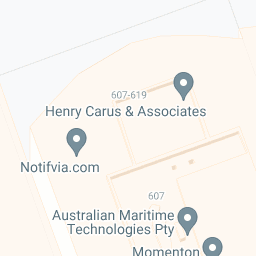 607-619
Henry Carus & Associates
Notifvia.com
607
Australian Maritime
Technologies Pty
Momenton